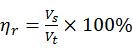 ηᵣ = Vₛ/Vₜ × 100%